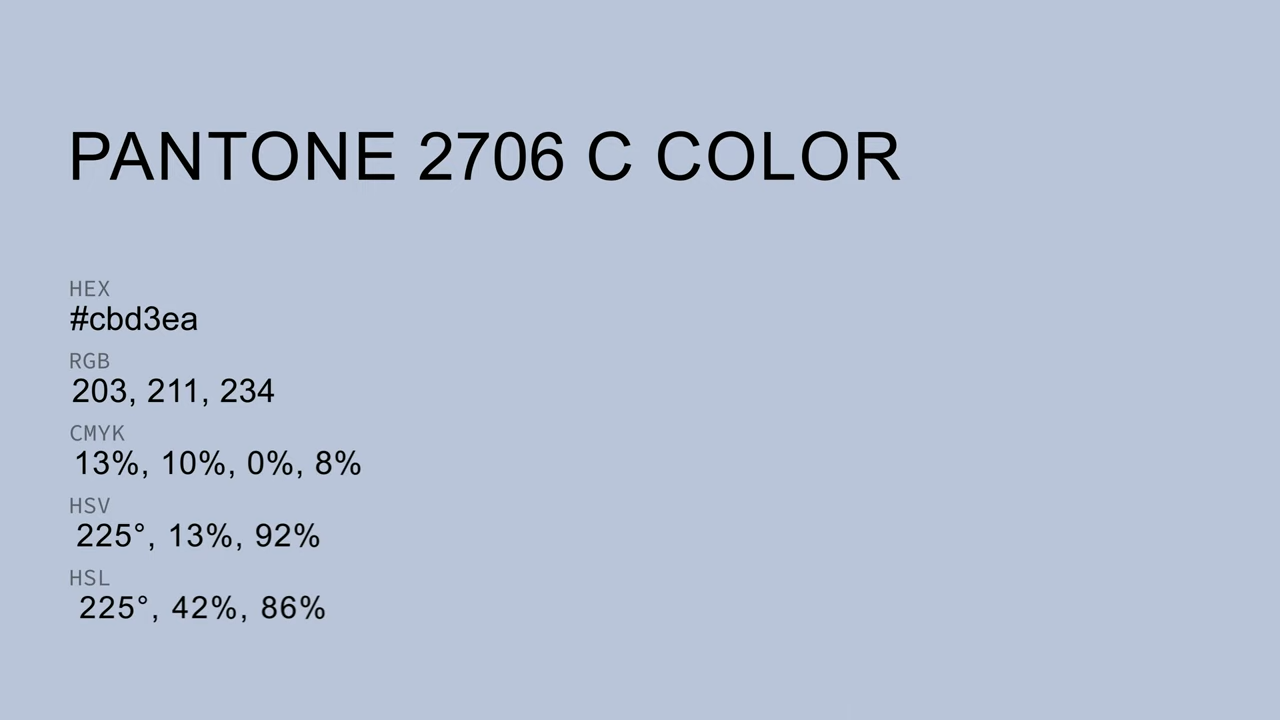 PANTONE 2706 C COLOR
HEX
#cbd3ea
RGB
203, 211, 234
CMYK
13%, 10%, 0%, 8%
HSV
225°, 13%, 92%
HSL
225°, 42%, 86%